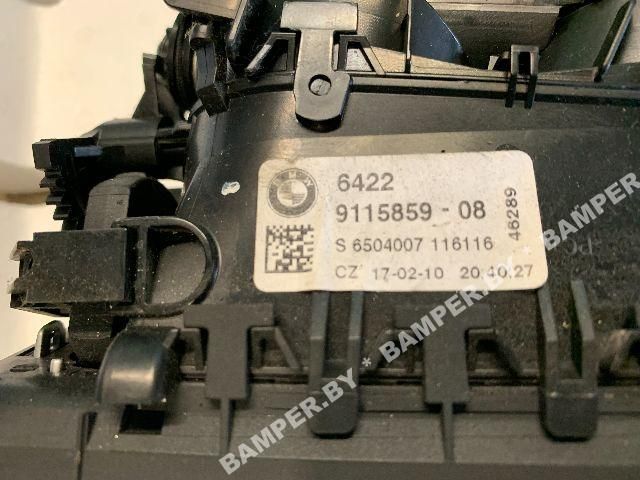 6422
9115859 - 08
S 6504007 116116
CZ 17-02-10 20:40:27
46289
BAMPER.BY * BAMPER.BY * BAMPER.BY